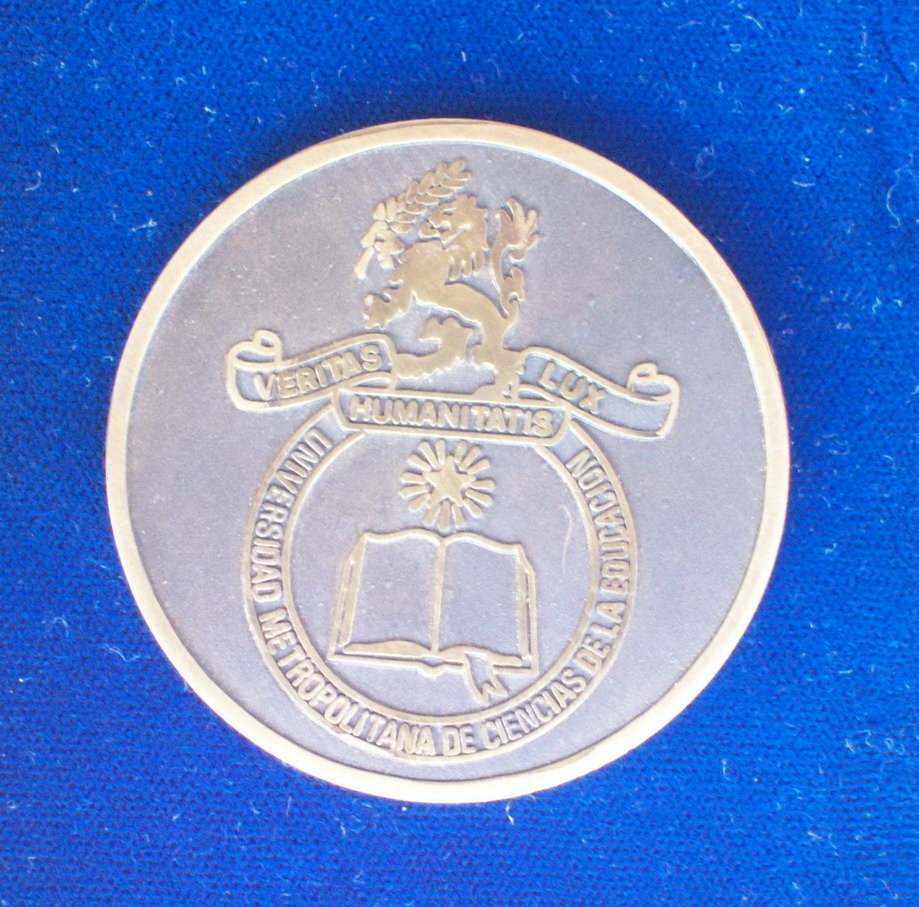 VERITAS
HUMANITATIS
LUX
UNIVERSIDAD METROPOLITANA DE CIENCIAS DE LA EDUCACION